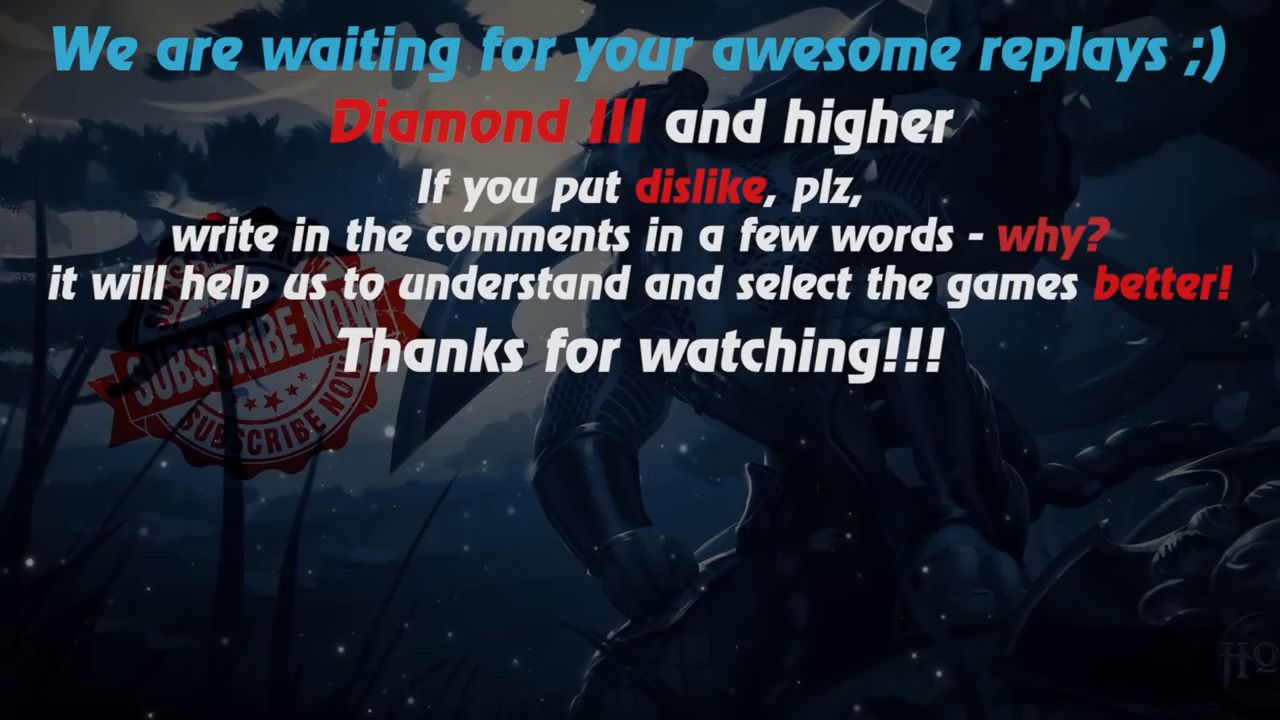 We are waiting for your awesome replays ;)
Diamond III and higher
If you put dislike, plz,
write in the comments in a few words - why?
it will help us to understand and select the games better!
Thanks for watching!!!
SUBSCRIBE NOW
SUBSCRIBE NOW
SUBSCRIBE NOW